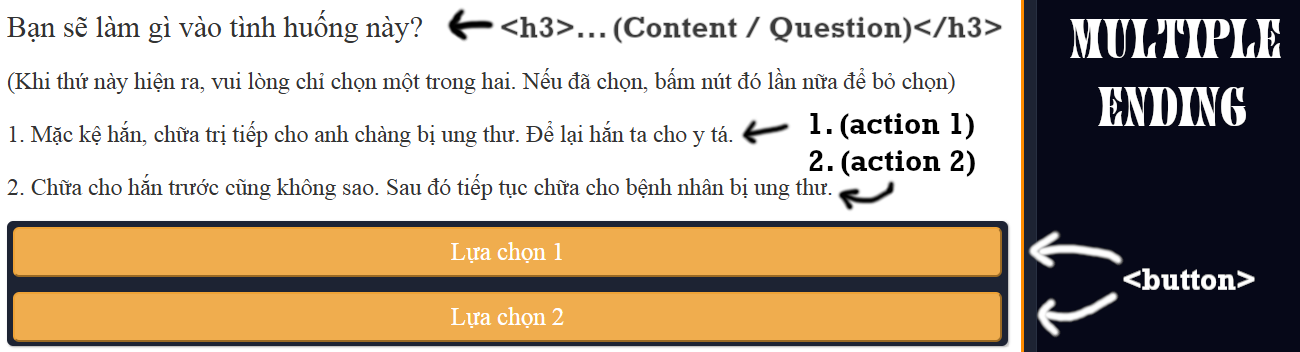 Bạn sẽ làm gì vào tình huống này?
<h3>...(Content / Question)</h3>
(Khi thứ này hiện ra, vui lòng chỉ chọn một trong hai. Nếu đã chọn, bấm nút đó lần nữa để bỏ chọn)
1. Mặc kệ hắn, chữa trị tiếp cho anh chàng bị ung thư. Để lại hắn ta cho y tá.
1. (action 1)
2. (action 2)
2. Chữa cho hắn trước cũng không sao. Sau đó tiếp tục chữa cho bệnh nhân bị ung thư.
Lựa chọn 1
Lựa chọn 2
MULTIPLE
ENDING
<button>